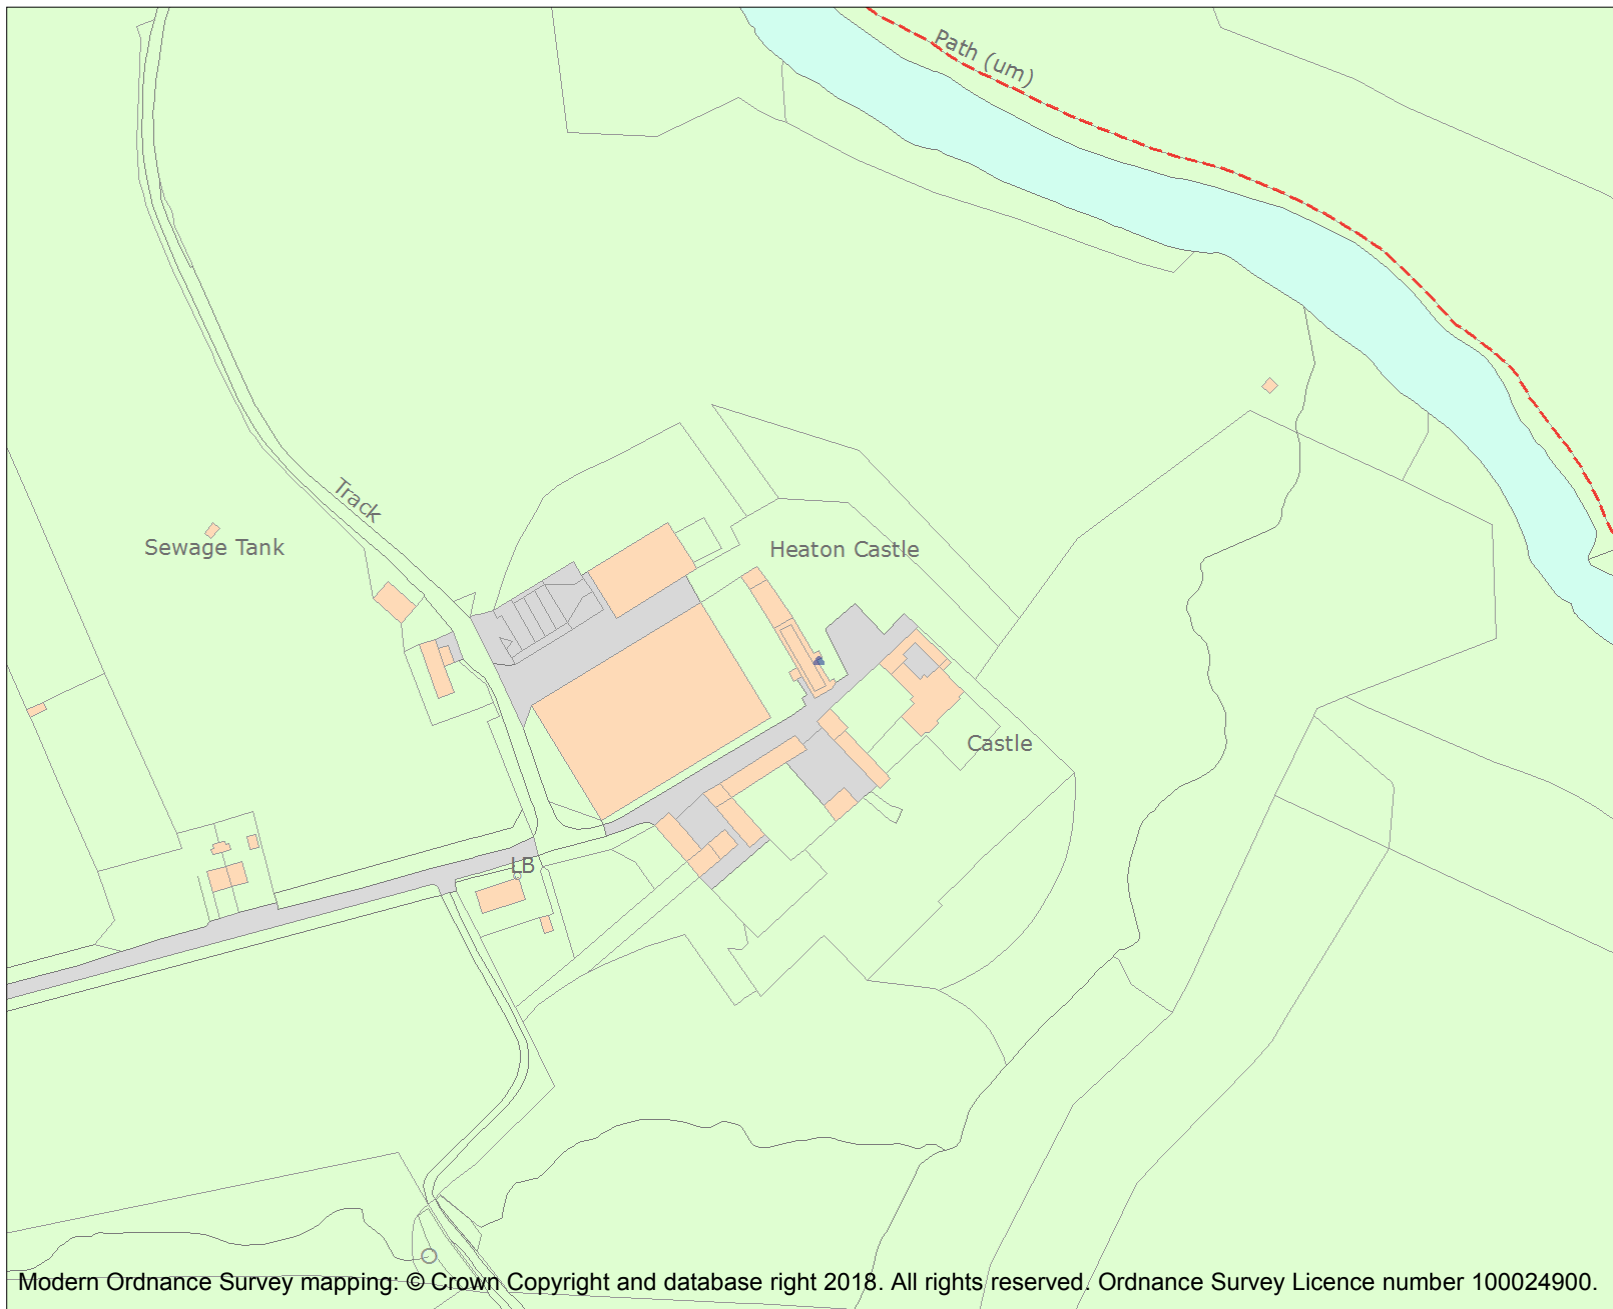 Path (um)
Track
Sewage Tank
Heaton Castle
Castle
LB
Modern Ordnance Survey mapping: © Crown Copyright and database right 2018. All rights reserved. Ordnance Survey Licence number 100024900.